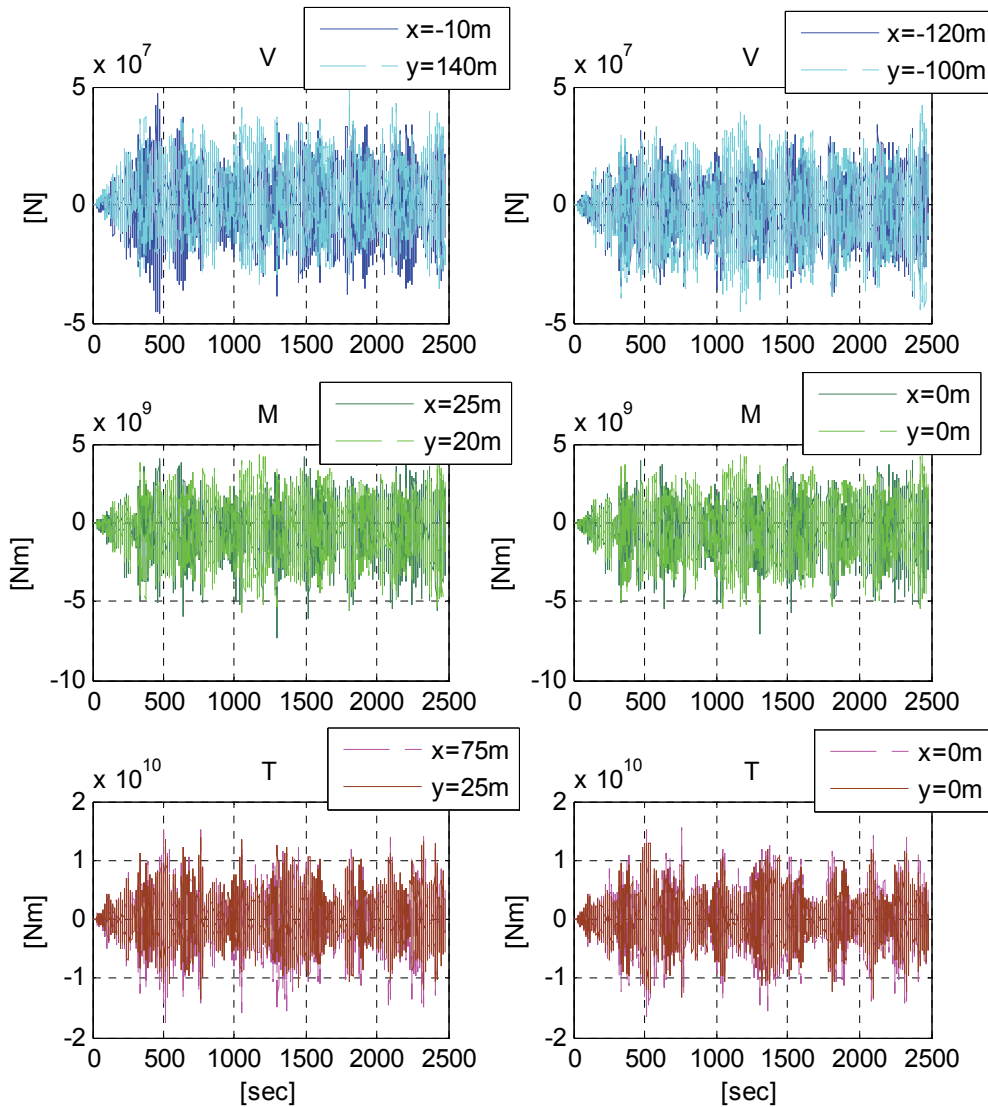 x=-10m
y=140m
x 10^7
V
5
0
-5
[N]
0 500 1000 1500 2000 2500
x=-120m
y=-100m
x 10^7
V
5
0
-5
[N]
0 500 1000 1500 2000 2500
x=25m
y=20m
x 10^9
M
5
0
-5
-10
[Nm]
0 500 1000 1500 2000 2500
x=0m
y=0m
x 10^9
M
5
0
-5
-10
[Nm]
0 500 1000 1500 2000 2500
x=75m
y=25m
x 10^10
T
2
1
0
-1
-2
[Nm]
0 500 1000 1500 2000 2500
[sec]
x=0m
y=0m
x 10^10
T
2
1
0
-1
-2
[Nm]
0 500 1000 1500 2000 2500
[sec]